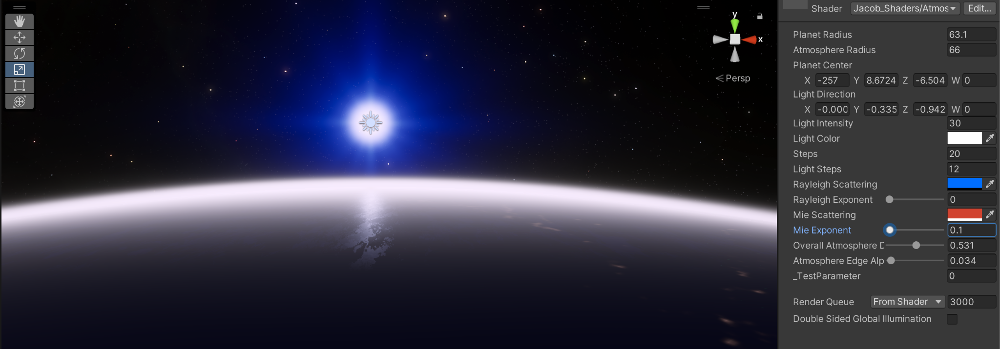 y
x
Persp
Shader Jacob_Shaders/Atmos Edit...
Planet Radius 63.1
Atmosphere Radius 66
Planet Center
X -257 Y 8.6724 Z -6.504 W 0
Light Direction
X -0.000 Y -0.335 Z -0.942 W 0
Light Intensity 30
Light Color
Steps 20
Light Steps 12
Rayleigh Scattering
Rayleigh Exponent 0
Mie Scattering
Mie Exponent 0.1
Overall Atmosphere D 0.531
Atmosphere Edge Alp 0.034
_TestParameter 0
Render Queue From Shader 3000
Double Sided Global Illumination